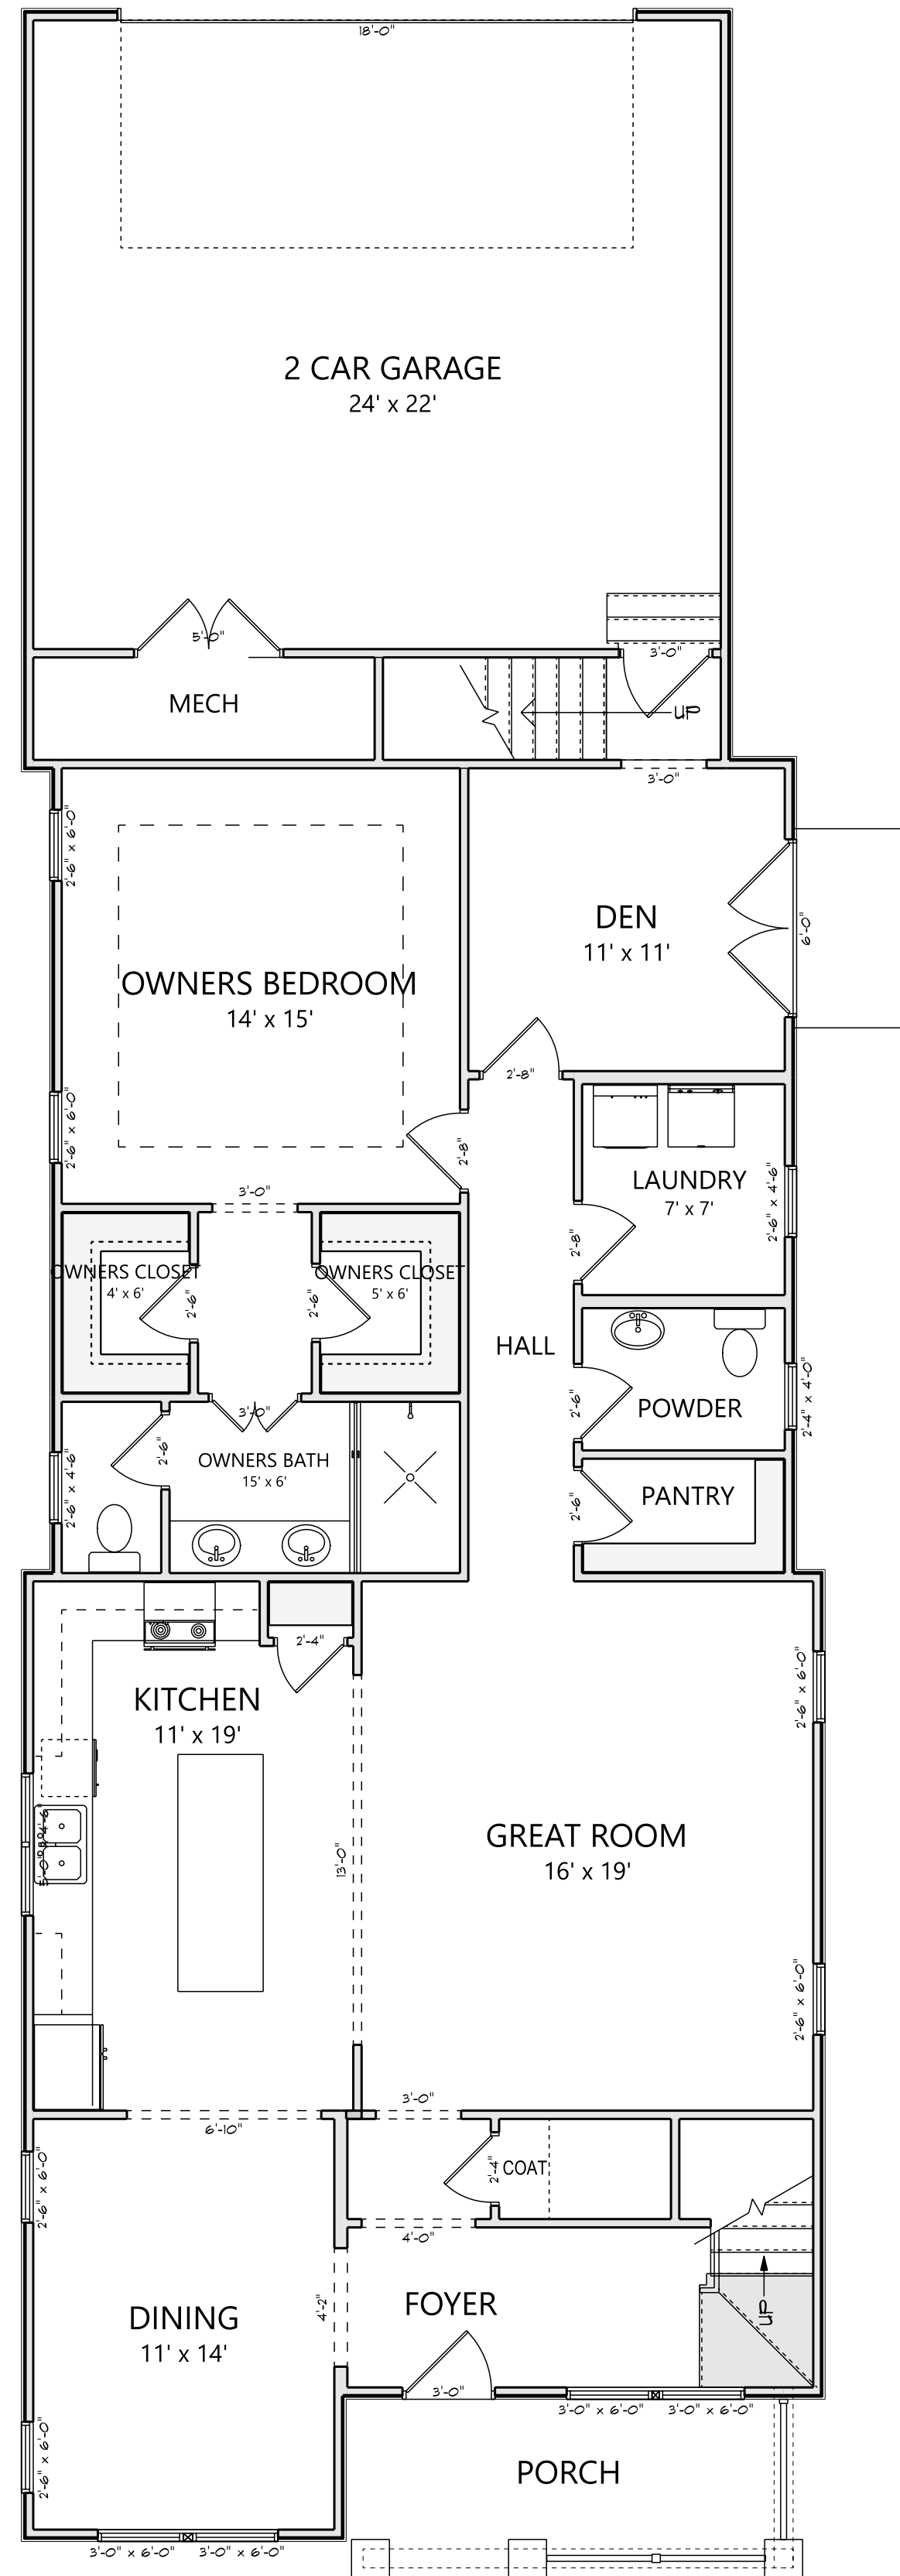 18'-0"
2 CAR GARAGE
24' x 22'
5'-0"
3'-0"
MECH
UP
3'-0"
2'-6" x 6'-0"
DEN
11' x 11'
6'-0"
OWNERS BEDROOM
14' x 15'
2'-8"
2'-6" x 6'-0"
2'-8"
LAUNDRY
7' x 7'
2'-6" x 4'-6"
3'-0"
2'-8"
OWNERS CLOSET
4' x 6'
2'-6"
2'-6"
OWNERS CLOSET
5' x 6'
HALL
2'-6"
POWDER
2'-4" x 4'-0"
3'-0"
2'-6" x 4'-6"
2'-6"
OWNERS BATH
15' x 6'
2'-6"
PANTRY
2'-4"
KITCHEN
11' x 19'
2'-6" x 6'-0"
5'-0" x 4'-6"
13'-0"
GREAT ROOM
16' x 19'
2'-6" x 6'-0"
3'-0"
6'-10"
2'-6" x 6'-0"
2'-4"
COAT
4'-0"
FOYER
4'-2"
UP
DINING
11' x 14'
3'-0"
3'-0" x 6'-0"
3'-0" x 6'-0"
2'-6" x 6'-0"
PORCH
3'-0" x 6'-0"
3'-0" x 6'-0"